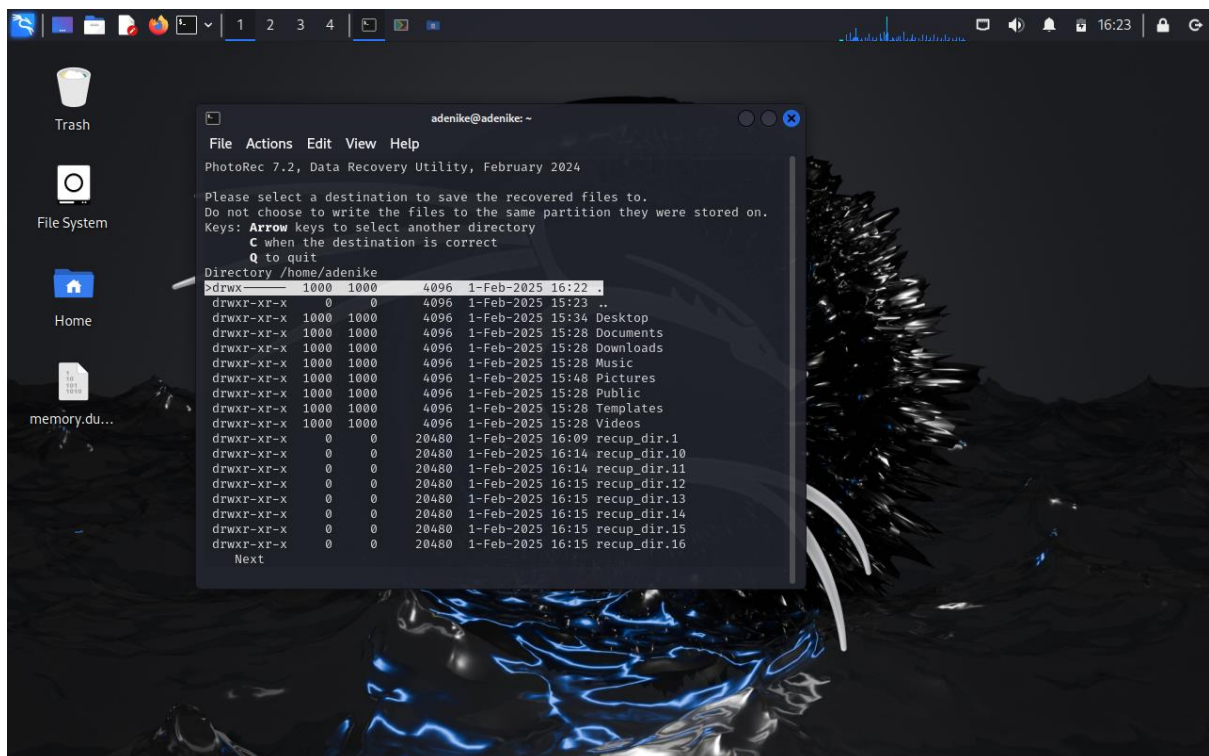 1 2 3 4
16:23
Trash
File System
Home
1
10
101
1010
memory.du...
adenike@adenike: ~
File Actions Edit View Help
PhotoRec 7.2, Data Recovery Utility, February 2024
Please select a destination to save the recovered files to.
Do not choose to write the files to the same partition they were stored on.
Keys: Arrow keys to select another directory
C when the destination is correct
Q to quit
Directory /home/adenike
>drwx------ 1000 1000 4096 1-Feb-2025 16:22 .
drwxr-xr-x 0 0 4096 1-Feb-2025 15:23 ..
drwxr-xr-x 1000 1000 4096 1-Feb-2025 15:34 Desktop
drwxr-xr-x 1000 1000 4096 1-Feb-2025 15:28 Documents
drwxr-xr-x 1000 1000 4096 1-Feb-2025 15:28 Downloads
drwxr-xr-x 1000 1000 4096 1-Feb-2025 15:28 Music
drwxr-xr-x 1000 1000 4096 1-Feb-2025 15:48 Pictures
drwxr-xr-x 1000 1000 4096 1-Feb-2025 15:28 Public
drwxr-xr-x 1000 1000 4096 1-Feb-2025 15:28 Templates
drwxr-xr-x 1000 1000 4096 1-Feb-2025 15:28 Videos
drwxr-xr-x 0 0 20480 1-Feb-2025 16:09 recup_dir.1
drwxr-xr-x 0 0 20480 1-Feb-2025 16:14 recup_dir.10
drwxr-xr-x 0 0 20480 1-Feb-2025 16:14 recup_dir.11
drwxr-xr-x 0 0 20480 1-Feb-2025 16:15 recup_dir.12
drwxr-xr-x 0 0 20480 1-Feb-2025 16:15 recup_dir.13
drwxr-xr-x 0 0 20480 1-Feb-2025 16:15 recup_dir.14
drwxr-xr-x 0 0 20480 1-Feb-2025 16:15 recup_dir.15
drwxr-xr-x 0 0 20480 1-Feb-2025 16:15 recup_dir.16
Next